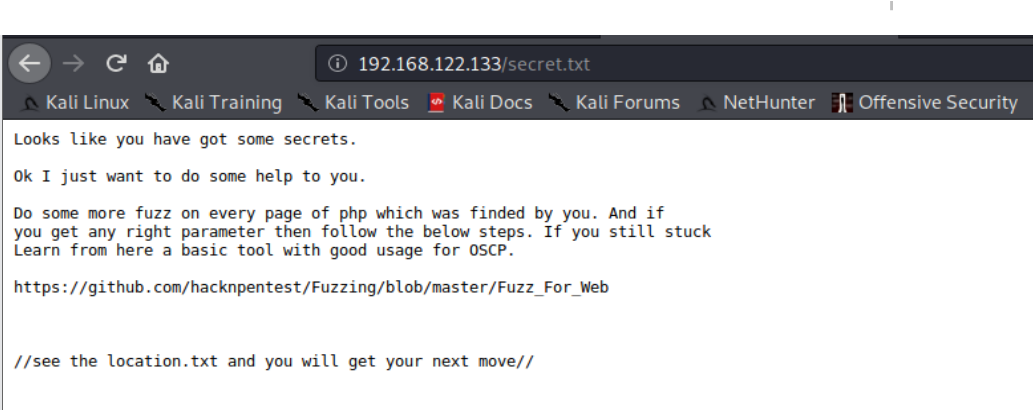 192.168.122.133/secret.txt
Kali Linux Kali Training Kali Tools Kali Docs Kali Forums NetHunter Offensive Security
Looks like you have got some secrets.
Ok I just want to do some help to you.
Do some more fuzz on every page of php which was finded by you. And if
you get any right parameter then follow the below steps. If you still stuck
Learn from here a basic tool with good usage for OSCP.
https://github.com/hacknpentest/Fuzzing/blob/master/Fuzz_For_Web
//see the location.txt and you will get your next move//